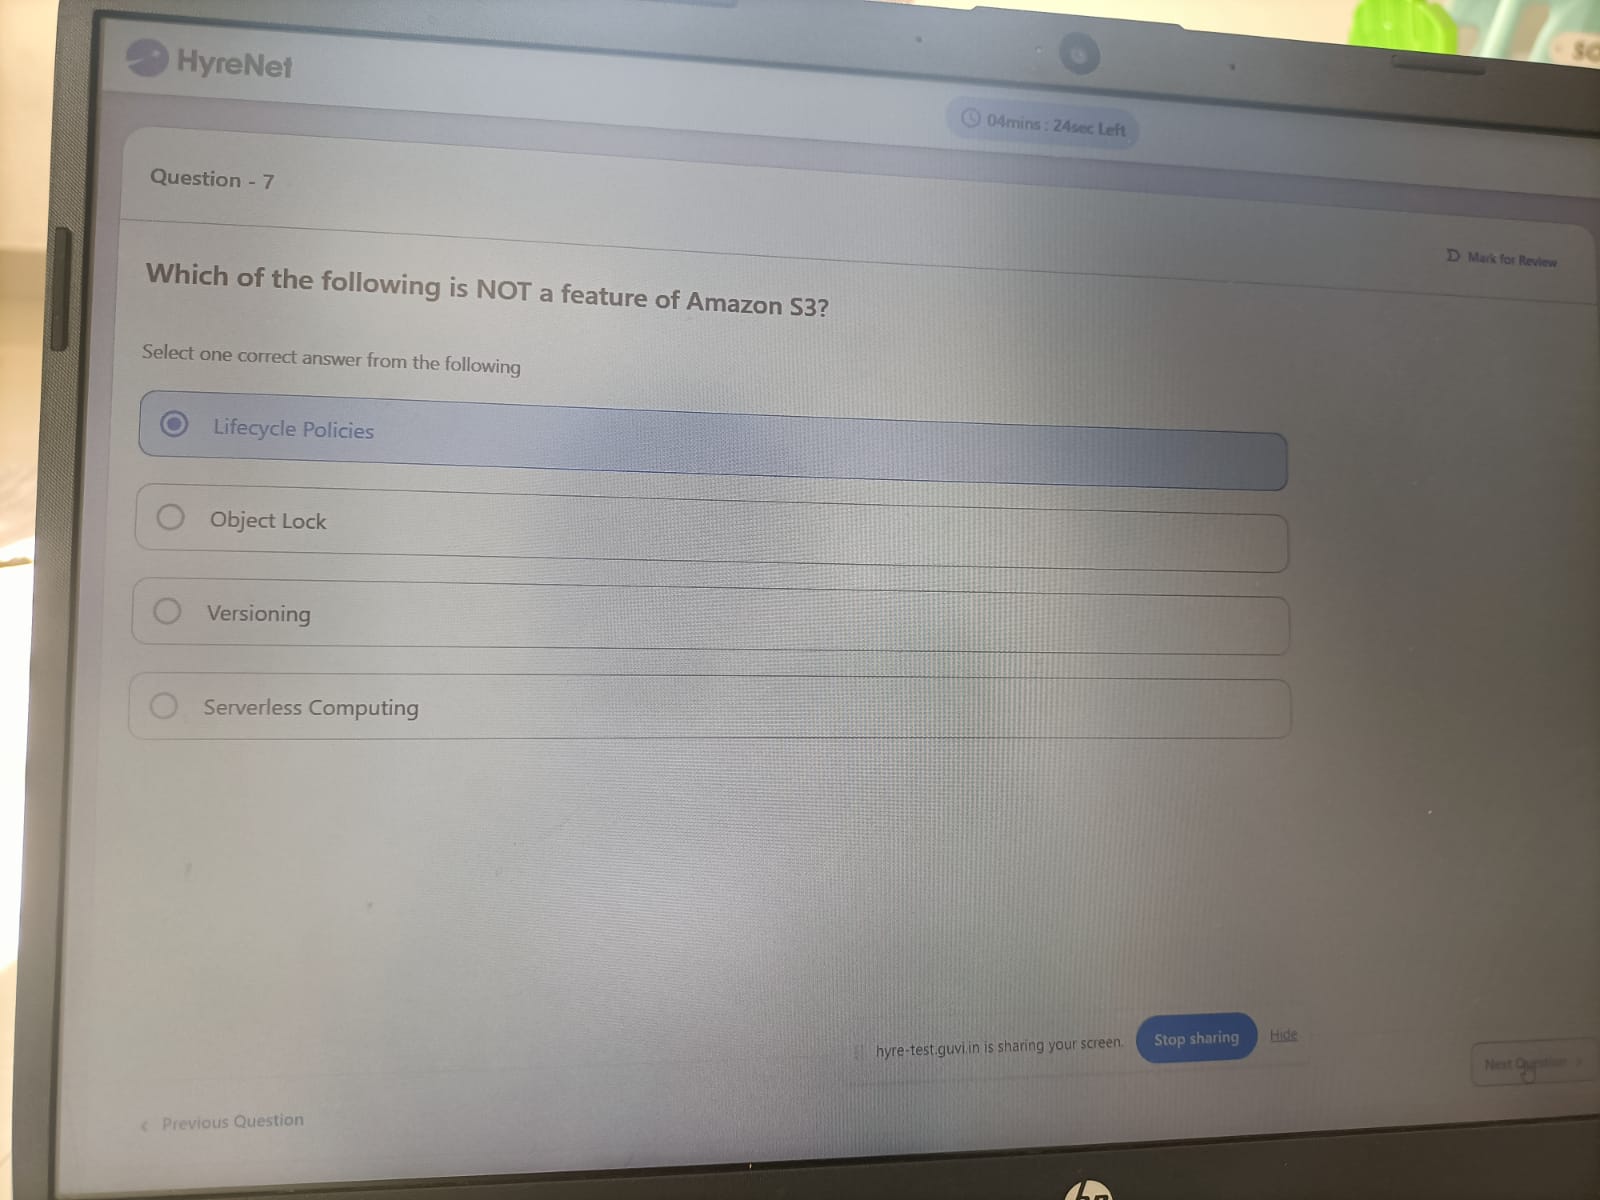 HyreNet
04mins : 24sec Left
Question - 7
Mark for Review
Which of the following is NOT a feature of Amazon S3?
Select one correct answer from the following
Lifecycle Policies
Object Lock
Versioning
Serverless Computing
hyre-test.guvi.in is sharing your screen.
Stop sharing
Hide
Next Question >
< Previous Question
hp